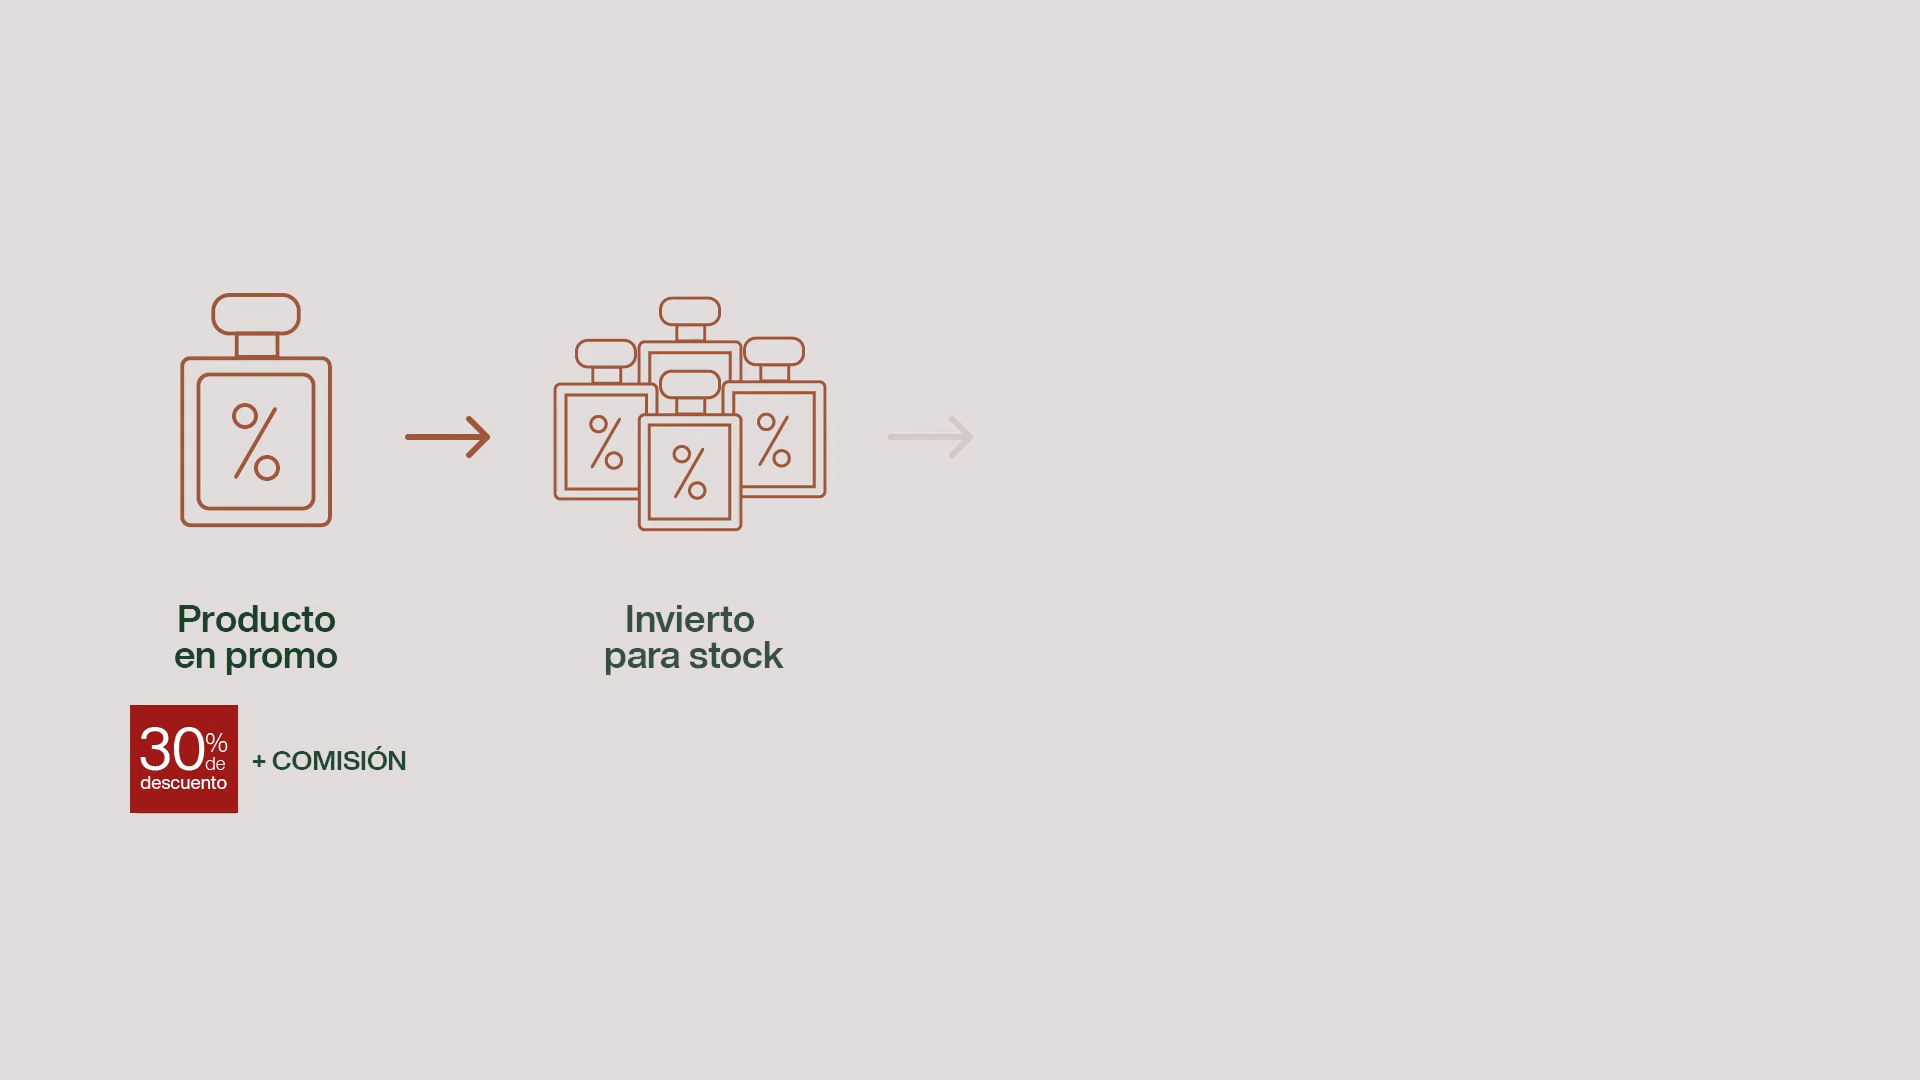 %
%
%
%
Producto
en promo
Invierto
para stock
30%
de
descuento
+ COMISIÓN